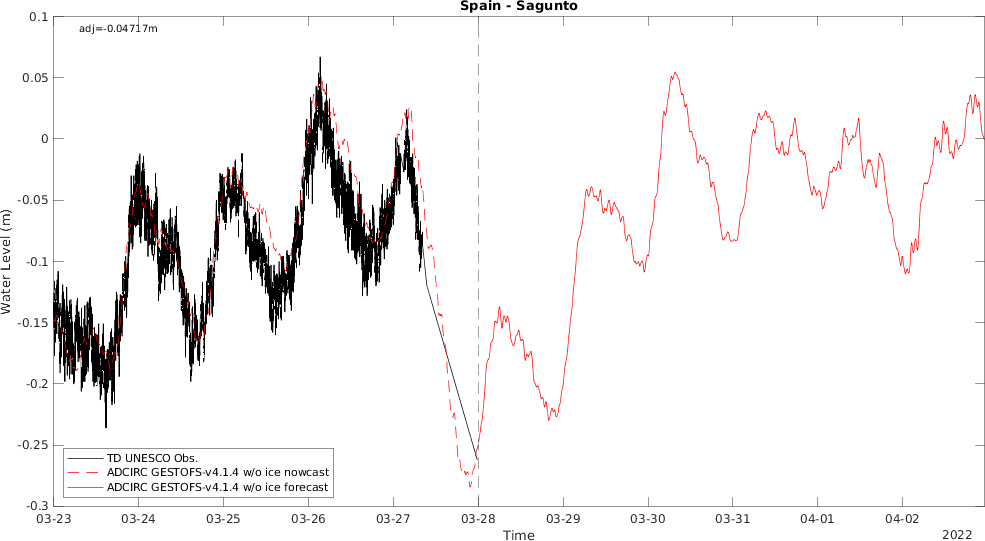 Spain - Sagunto
adj=-0.04717m
0.1
0.05
0
-0.05
-0.1
-0.15
-0.2
-0.25
-0.3
Water Level (m)
TD UNESCO Obs.
ADCIRC GESTOFS-v4.1.4 w/o ice nowcast
ADCIRC GESTOFS-v4.1.4 w/o ice forecast
03-23 03-24 03-25 03-26 03-27 03-28 03-29 03-30 03-31 04-01 04-02
Time
2022